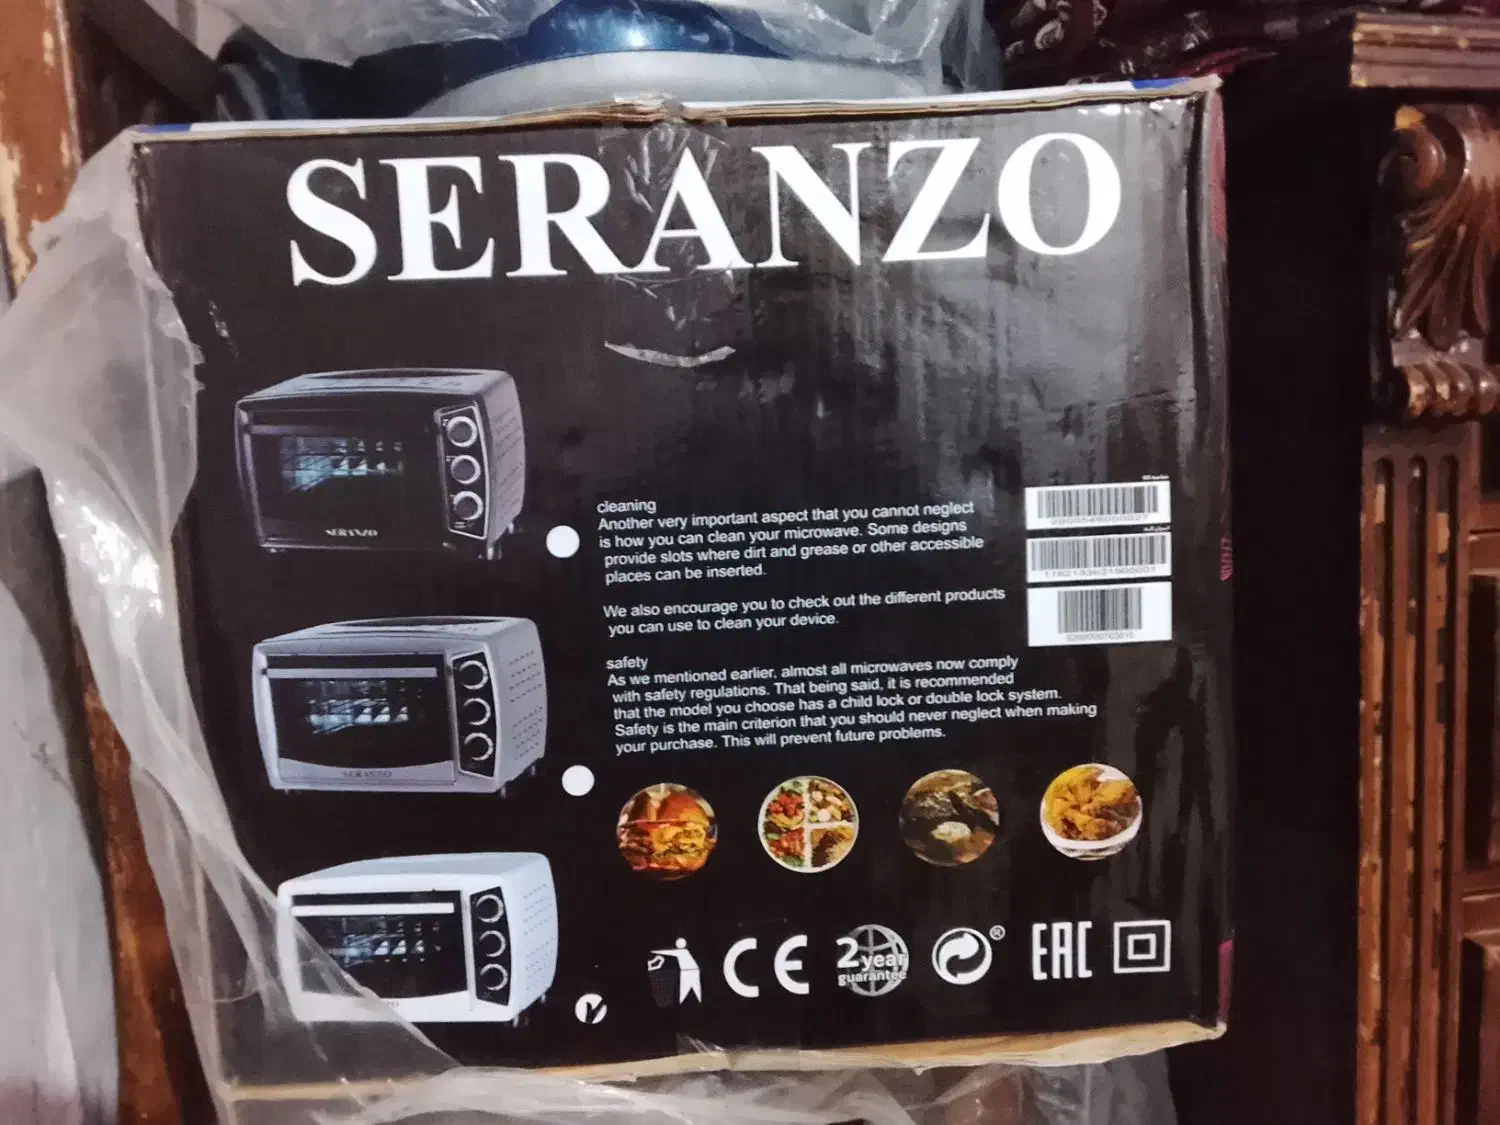 SERANZO
SERANZO
cleaning
Another very important aspect that you cannot neglect
is how you can clean your microwave. Some designs
provide slots where dirt and grease or other accessible
places can be inserted.
We also encourage you to check out the different products
you can use to clean your device.
safety
As we mentioned earlier, almost all microwaves now comply
with safety regulations. That being said, it is recommended
that the model you choose has a child lock or double lock system.
Safety is the main criterion that you should never neglect when making
your purchase. This will prevent future problems.
SERANZO
CE
2 year
guarantee
®
EAC